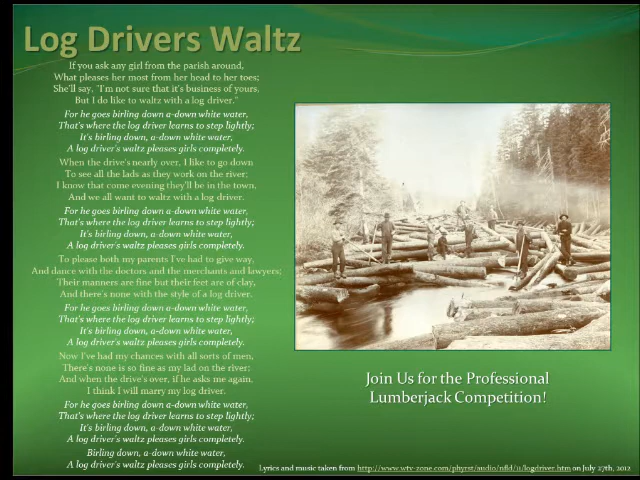 Log Drivers Waltz
If you ask any girl from the parish around,
What pleases her most from her head to her toes;
She'll say, "I'm not sure that it's business of yours,
But I do like to waltz with a log driver."
For he goes birling down a-down white water,
That's where the log driver learns to step lightly;
It's birling down, a-down white water,
A log driver's waltz pleases girls completely.
When the drive's nearly over, I like to go down
To see all the lads as they work on the river;
I know that come evening they'll be in the town,
And we all want to waltz with a log driver.
For he goes birling down a-down white water,
That's where the log driver learns to step lightly;
It's birling down, a-down white water,
A log driver's waltz pleases girls completely.
To please both my parents I've had to give way,
And dance with the doctors and the merchants and lawyers;
Their manners are fine but their feet are of clay,
And there's none with the style of a log driver.
For he goes birling down a-down white water,
That's where the log driver learns to step lightly;
It's birling down, a-down white water,
A log driver's waltz pleases girls completely.
Now I've had my chances with all sorts of men,
There's none is so fine as my lad on the river;
And when the drive's over, if he asks me again,
I think I will marry my log driver.
For he goes birling down a-down white water,
That's where the log driver learns to step lightly;
It's birling down, a-down white water,
A log driver's waltz pleases girls completely.
Birling down, a-down white water,
A log driver's waltz pleases girls completely.
Join Us for the Professional
Lumberjack Competition!
Lyrics and music taken from http://www.wtv-zone.com/phyrst/audio/nfld/11/logdriver.htm on July 27th, 2012